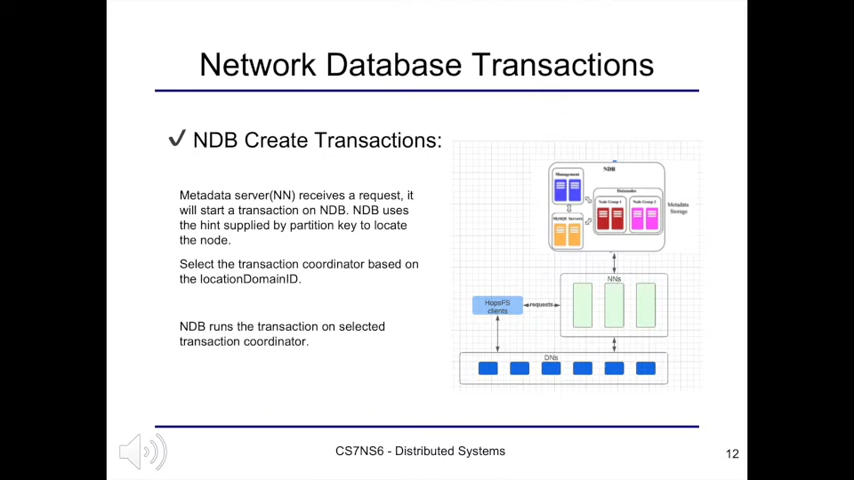 Network Database Transactions
✓ NDB Create Transactions:
Metadata server(NN) receives a request, it
will start a transaction on NDB. NDB uses
the hint supplied by partition key to locate
the node.
Select the transaction coordinator based on
the locationDomainID.
NDB runs the transaction on selected
transaction coordinator.
NDB
Management
Datanodes
Node Group 1
Node Group 2
Metadata
Storage
MySQL Servers
NNs
HopsFS
clients
requests
DNs
CS7NS6 - Distributed Systems
12